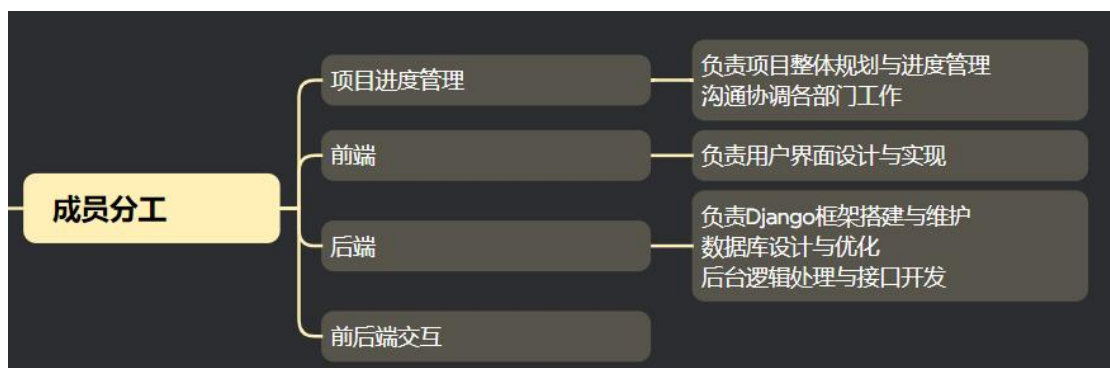 成员分工
项目进度管理
负责项目整体规划与进度管理
沟通协调各部门工作
前端
负责用户界面设计与实现
后端
负责Django框架搭建与维护
数据库设计与优化
后台逻辑处理与接口开发
前后端交互